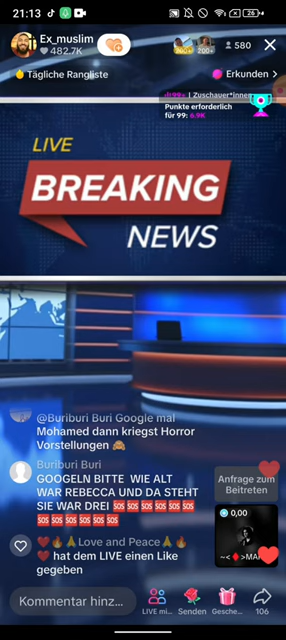 21:13
26
Ex_muslim
482.7K
800+
200+
580
Tägliche Rangliste
Erkunden >
| Zuschauer*innen
Punkte erforderlich
für 99: 6.9K
LIVE
BREAKING
NEWS
@Buriburi Buri Google mal
Mohamed dann kriegst Horror
Vorstellungen 🙈
Buriburi Buri
GOOGELN BITTE WIE ALT
WAR REBECCA UND DA STEHT
SIE WAR DREI 🆘🆘🆘🆘🆘🆘
🆘🆘🆘🆘🆘🆘🆘
Anfrage zum
Beitreten
0,00
❤️🔥🙏Love and Peace🙏🔥
❤️ hat dem LIVE einen Like
gegeben
Kommentar hinz...
LIVE mi...
Senden
Gesche...
106